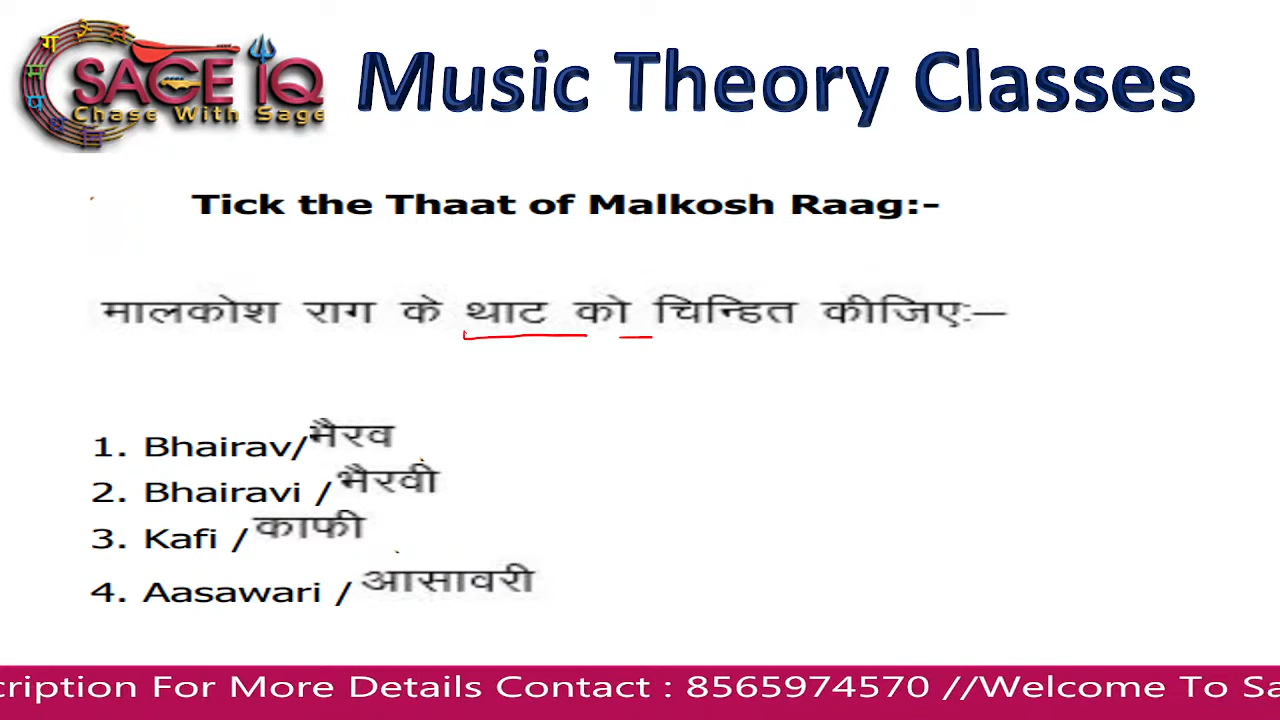 SAGE IQ
Chase With Sage
Music Theory Classes
Tick the Thaat of Malkosh Raag:-
मालकोश राग के थाट को चिन्हित कीजिए:–
1. Bhairav/भैरव
2. Bhairavi /भैरवी
3. Kafi /काफी
4. Aasawari /आसावरी
cription For More Details Contact : 8565974570 //Welcome To Sa